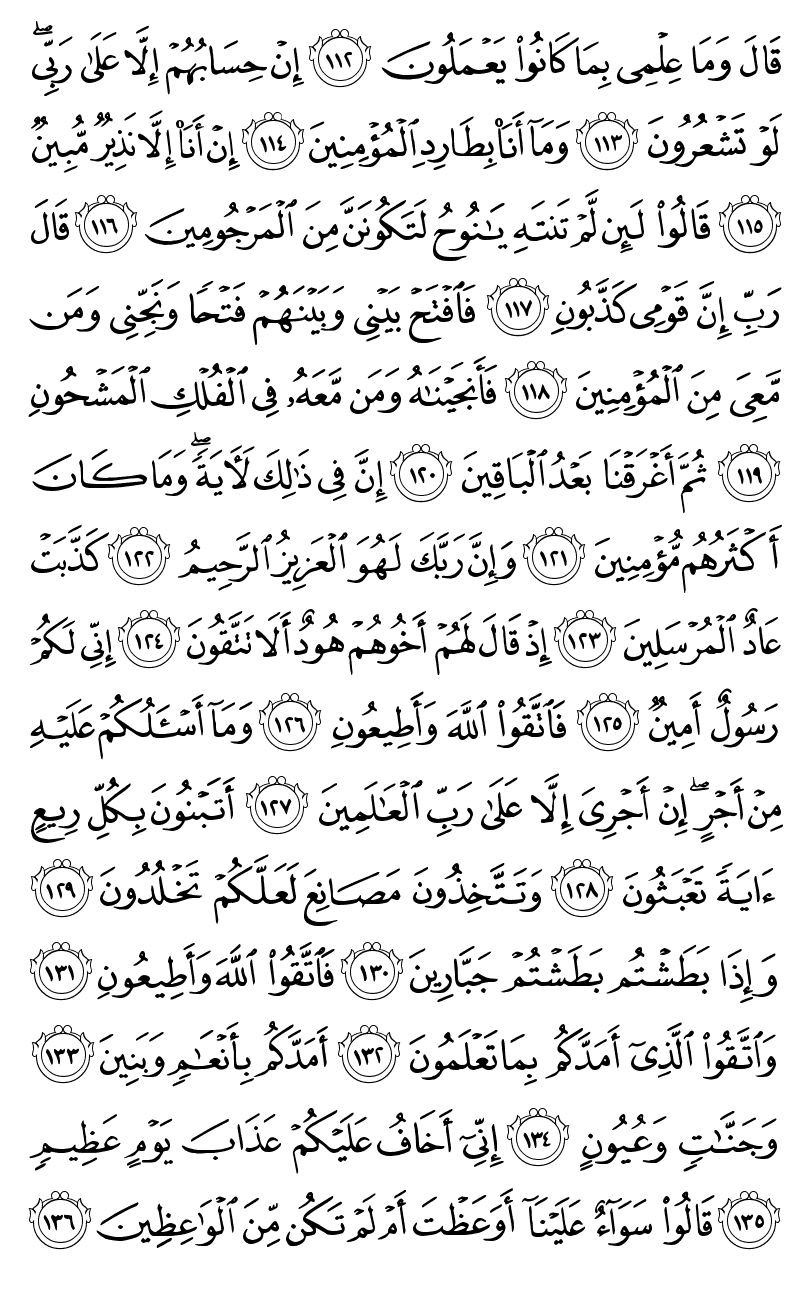 قَالَ وَمَا عِلْمِى بِمَا كَانُوا۟ يَعْمَلُونَ ١١٢ إِنْ حِسَابُهُمْ إِلَّا عَلَىٰ رَبِّى ۖ
لَوْ تَشْعُرُونَ ١١٣ وَمَآ أَنَا۠ بِطَارِدِ ٱلْمُؤْمِنِينَ ١١٤ إِنْ أَنَا۠ إِلَّا نَذِيرٌ مُّبِينٌ
١١٥ قَالُوا۟ لَئِن لَّمْ تَنتَهِ يَـٰنُوحُ لَتَكُونَنَّ مِنَ ٱلْمَرْجُومِينَ ١١٦ قَالَ
رَبِّ إِنَّ قَوْمِى كَذَّبُونِ ١١٧ فَٱفْتَحْ بَيْنِى وَبَيْنَهُمْ فَتْحًا وَنَجِّنِى وَمَن
مَّعِىَ مِنَ ٱلْمُؤْمِنِينَ ١١٨ فَأَنجَيْنَـٰهُ وَمَن مَّعَهُۥ فِى ٱلْفُلْكِ ٱلْمَشْحُونِ
١١٩ ثُمَّ أَغْرَقْنَا بَعْدُ ٱلْبَاقِينَ ١٢٠ إِنَّ فِى ذَٰلِكَ لَـَٔايَةً ۖ وَمَا كَانَ
أَكْثَرُهُم مُّؤْمِنِينَ ١٢١ وَإِنَّ رَبَّكَ لَهُوَ ٱلْعَزِيزُ ٱلرَّحِيمُ ١٢٢ كَذَّبَتْ
عَادٌ ٱلْمُرْسَلِينَ ١٢٣ إِذْ قَالَ لَهُمْ أَخُوهُمْ هُودٌ أَلَا تَتَّقُونَ ١٢٤ إِنِّى لَكُمْ
رَسُولٌ أَمِينٌ ١٢٥ فَٱتَّقُوا۟ ٱللَّهَ وَأَطِيعُونِ ١٢٦ وَمَآ أَسْـَٔلُكُمْ عَلَيْهِ
مِنْ أَجْرٍ ۖ إِنْ أَجْرِىَ إِلَّا عَلَىٰ رَبِّ ٱلْعَـٰلَمِينَ ١٢٧ أَتَبْنُونَ بِكُلِّ رِيعٍ
ءَايَةً تَعْبَثُونَ ١٢٨ وَتَتَّخِذُونَ مَصَانِعَ لَعَلَّكُمْ تَخْلُدُونَ ١٢٩
وَإِذَا بَطَشْتُم بَطَشْتُمْ جَبَّارِينَ ١٣٠ فَٱتَّقُوا۟ ٱللَّهَ وَأَطِيعُونِ ١٣١
وَٱتَّقُوا۟ ٱلَّذِىٓ أَمَدَّكُم بِمَا تَعْلَمُونَ ١٣٢ أَمَدَّكُم بِأَنْعَـٰمٍ وَبَنِينَ ١٣٣
وَجَنَّـٰتٍ وَعُيُونٍ ١٣٤ إِنِّىٓ أَخَافُ عَلَيْكُمْ عَذَابَ يَوْمٍ عَظِيمٍ
١٣٥ قَالُوا۟ سَوَآءٌ عَلَيْنَآ أَوَعَظْتَ أَمْ لَمْ تَكُن مِّنَ ٱلْوَٰعِظِينَ ١٣٦